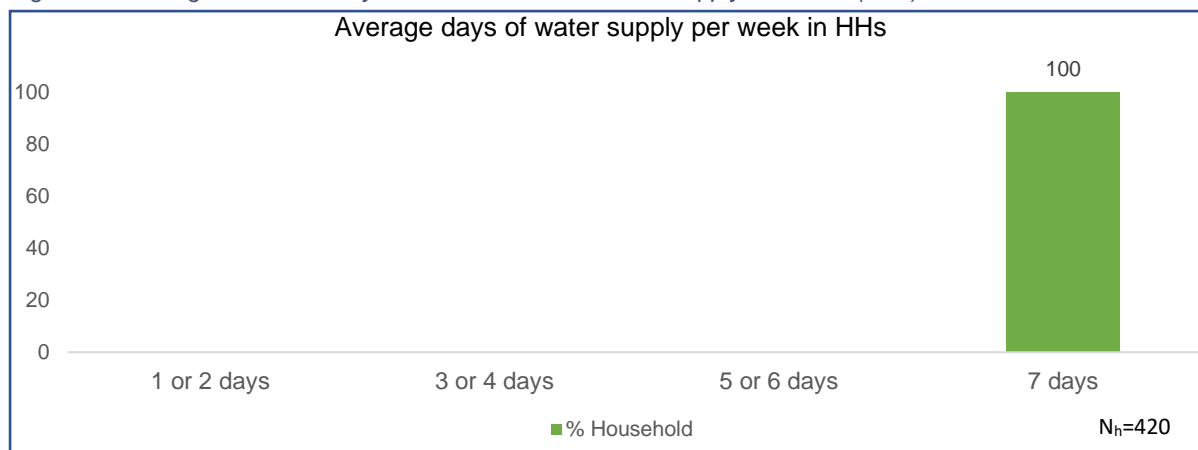 Average days of water supply per week in HHs
100
100
80
60
40
20
0
1 or 2 days
3 or 4 days
5 or 6 days
7 days
% Household
Nh=420